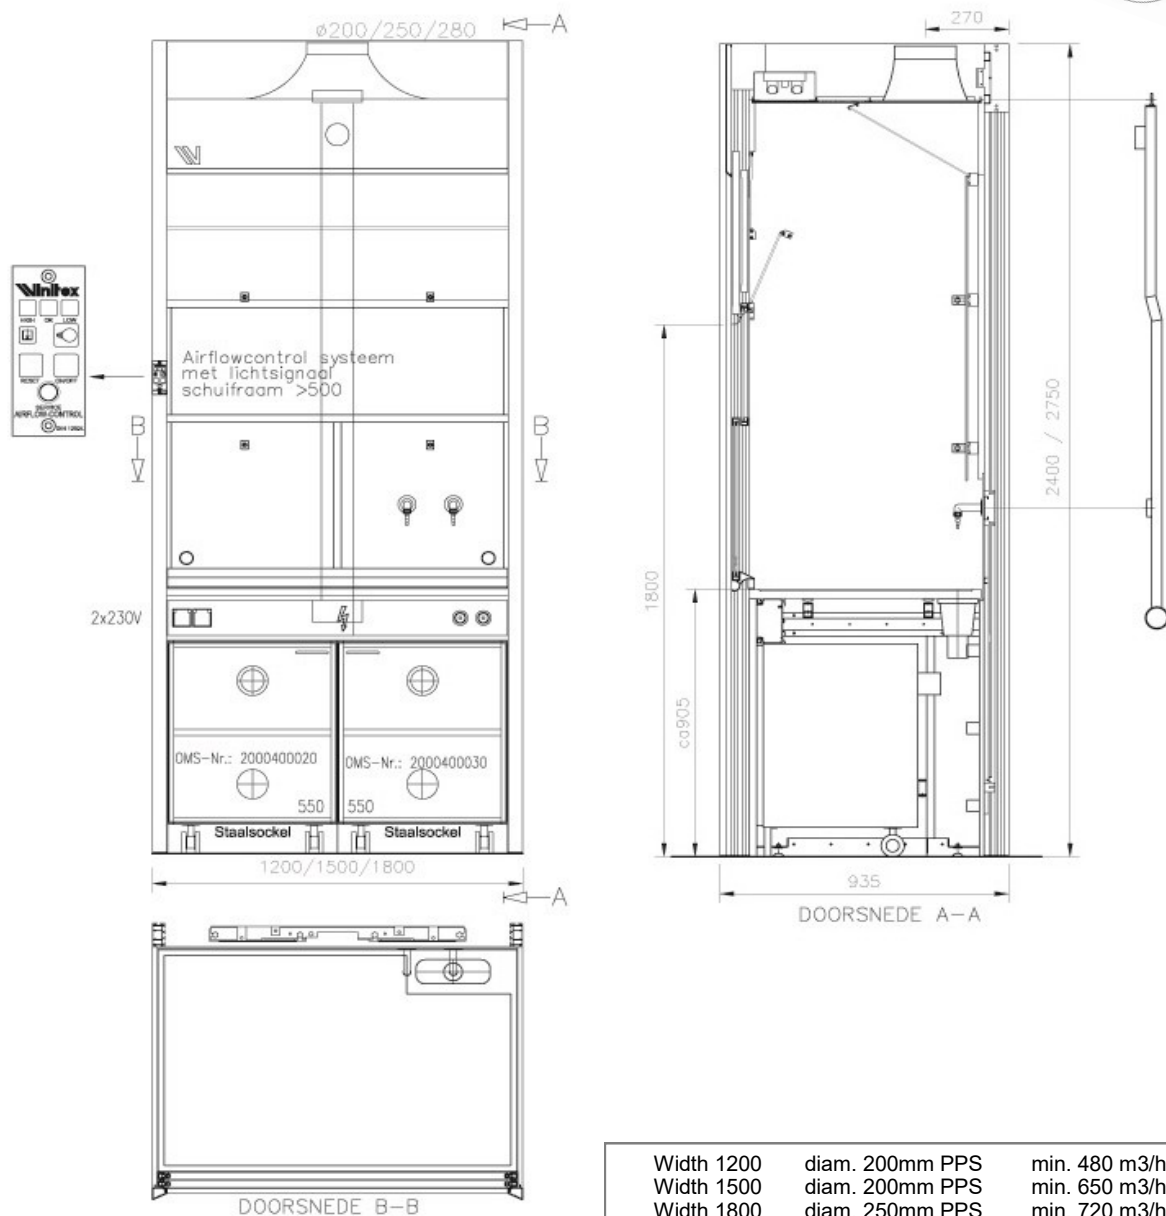 A
ø200/250/280
270
Winitex
HIGH OK LOW
RESET ON/OFF
SERVICE
AIRFLOW-CONTROL
Airflowcontrol systeem
met lichtsignaal
schuifraam >500
B
B
2400 / 2750
1800
2x230V
ca905
OMS-Nr.: 2000400020
OMS-Nr.: 2000400030
550
550
Staalsockel
Staalsockel
1200/1500/1800
935
A
DOORSNEDE A-A
DOORSNEDE B-B
Width 1200 diam. 200mm PPS min. 480 m3/h
Width 1500 diam. 200mm PPS min. 650 m3/h
Width 1800 diam. 250mm PPS min. 720 m3/h